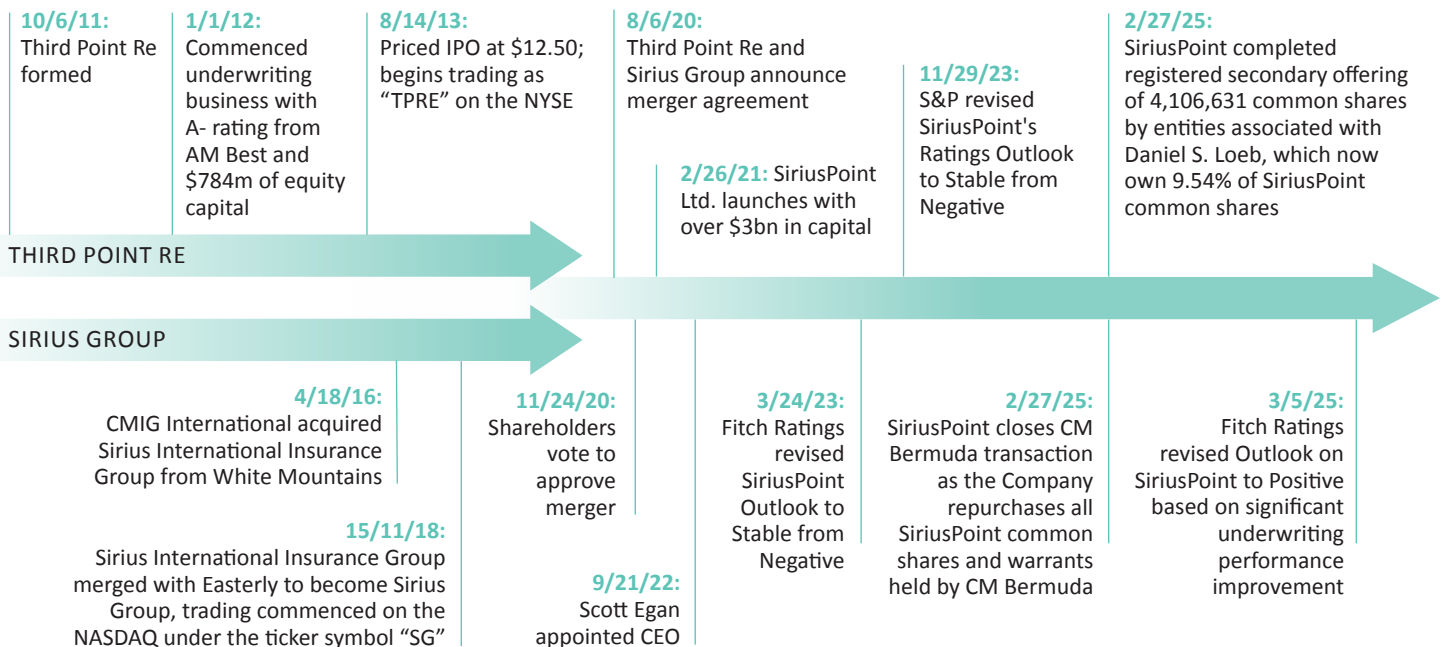 10/6/11:
Third Point Re
formed
1/1/12:
Commenced
underwriting
business with
A- rating from
AM Best and
$784m of equity
capital
8/14/13:
Priced IPO at $12.50;
begins trading as
“TPRE” on the NYSE
8/6/20:
Third Point Re and
Sirius Group announce
merger agreement
2/26/21: SiriusPoint
Ltd. launches with
over $3bn in capital
11/29/23:
S&P revised
SiriusPoint's
Ratings Outlook
to Stable from
Negative
2/27/25:
SiriusPoint completed
registered secondary offering
of 4,106,631 common shares
by entities associated with
Daniel S. Loeb, which now
own 9.54% of SiriusPoint
common shares
THIRD POINT RE
SIRIUS GROUP
4/18/16:
CMIG International acquired
Sirius International Insurance
Group from White Mountains
15/11/18:
Sirius International Insurance Group
merged with Easterly to become Sirius
Group, trading commenced on the
NASDAQ under the ticker symbol “SG”
11/24/20:
Shareholders
vote to
approve
merger
9/21/22:
Scott Egan
appointed CEO
3/24/23:
Fitch Ratings
revised
SiriusPoint
Outlook to
Stable from
Negative
2/27/25:
SiriusPoint closes CM
Bermuda transaction
as the Company
repurchases all
SiriusPoint common
shares and warrants
held by CM Bermuda
3/5/25:
Fitch Ratings
revised Outlook on
SiriusPoint to Positive
based on significant
underwriting
performance
improvement